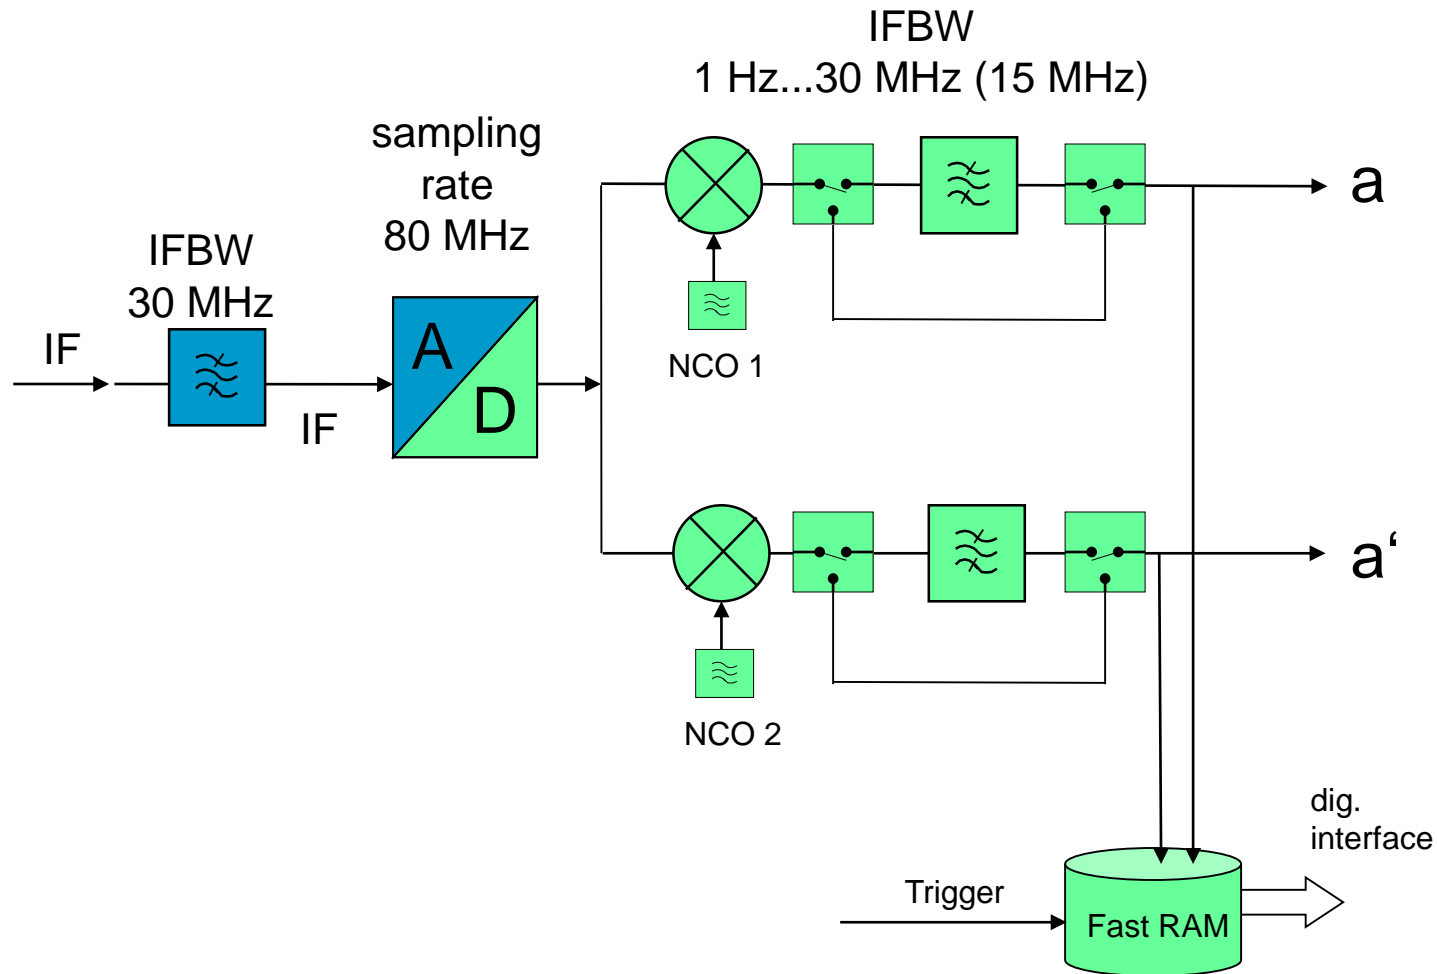 IFBW
1 Hz...30 MHz (15 MHz)
sampling
rate
80 MHz
a
IFBW
30 MHz
IF
A
D
IF
NCO 1
a‘
NCO 2
dig.
interface
Trigger
Fast RAM